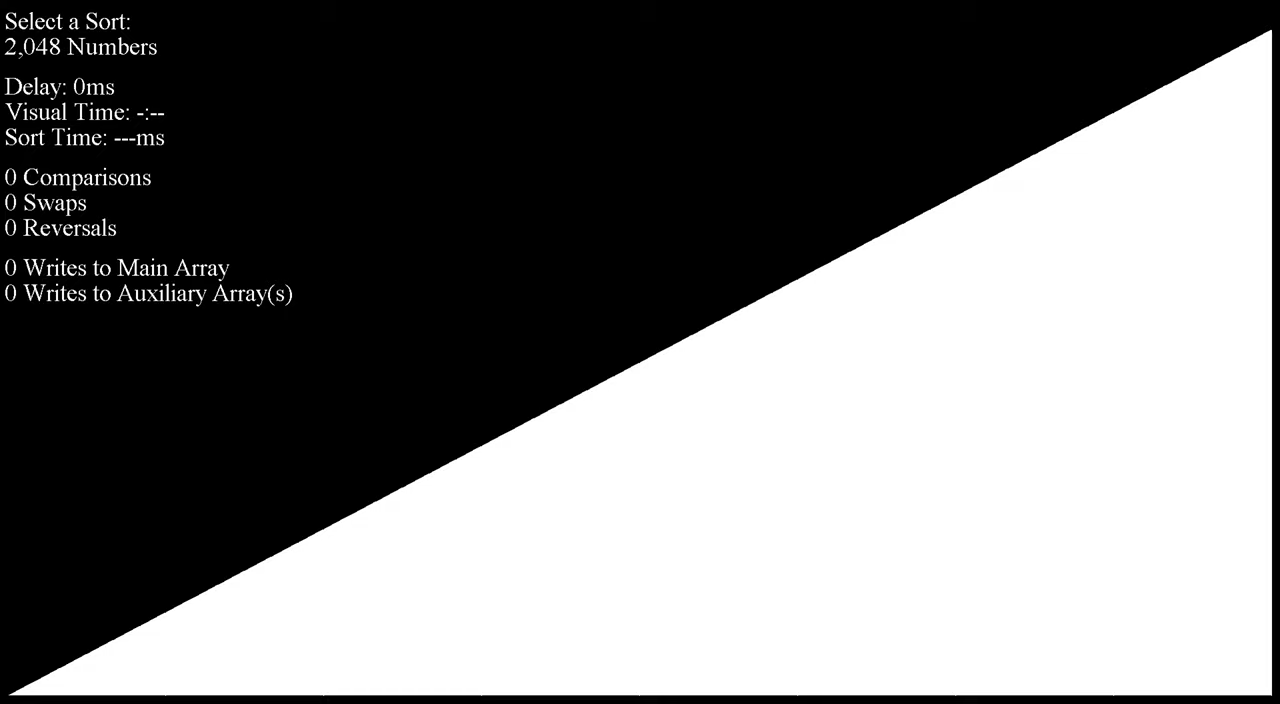 Select a Sort:
2,048 Numbers
Delay: 0ms
Visual Time: -:--
Sort Time: ---ms
0 Comparisons
0 Swaps
0 Reversals
0 Writes to Main Array
0 Writes to Auxiliary Array(s)